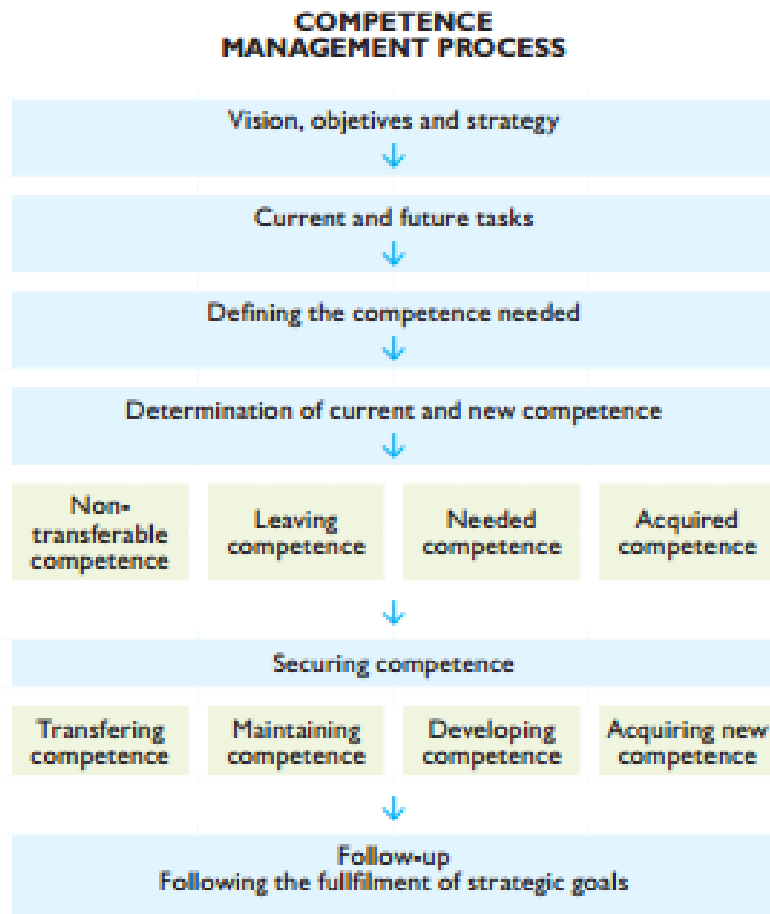 COMPETENCE
MANAGEMENT PROCESS
Vision, objetives and strategy
Current and future tasks
Defining the competence needed
Determination of current and new competence
Non-
transferable
competence
Leaving
competence
Needed
competence
Acquired
competence
Securing competence
Transfering
competence
Maintaining
competence
Developing
competence
Acquiring new
competence
Follow-up
Following the fullfilment of strategic goals